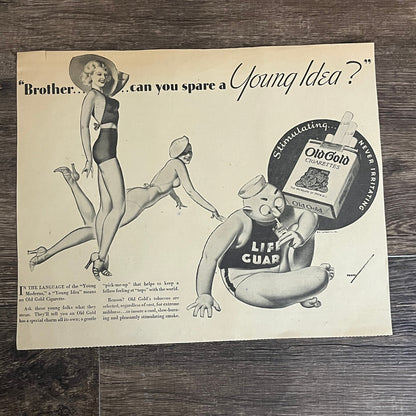 "Brother... ...can you spare a Young Idea?"
Stimulating... NEVER IRRITATING
Old Gold
CIGARETTES
Old Gold
LIFE
GUAR
IN THE LANGUAGE of the "Young
Moderns," a "Young Idea" means
an Old Gold Cigarette.
Ask these young folks what they
mean. They'll tell you an Old Gold
has a special charm all its own; a gentle
"pick-me-up" that helps to keep a
fellow feeling at "tops" with the world.
Reason? Old Gold's tobaccos are
selected, regardless of cost, for extreme
mildness... to insure a cool, slow-burn-
ing and pleasantly stimulating smoke.